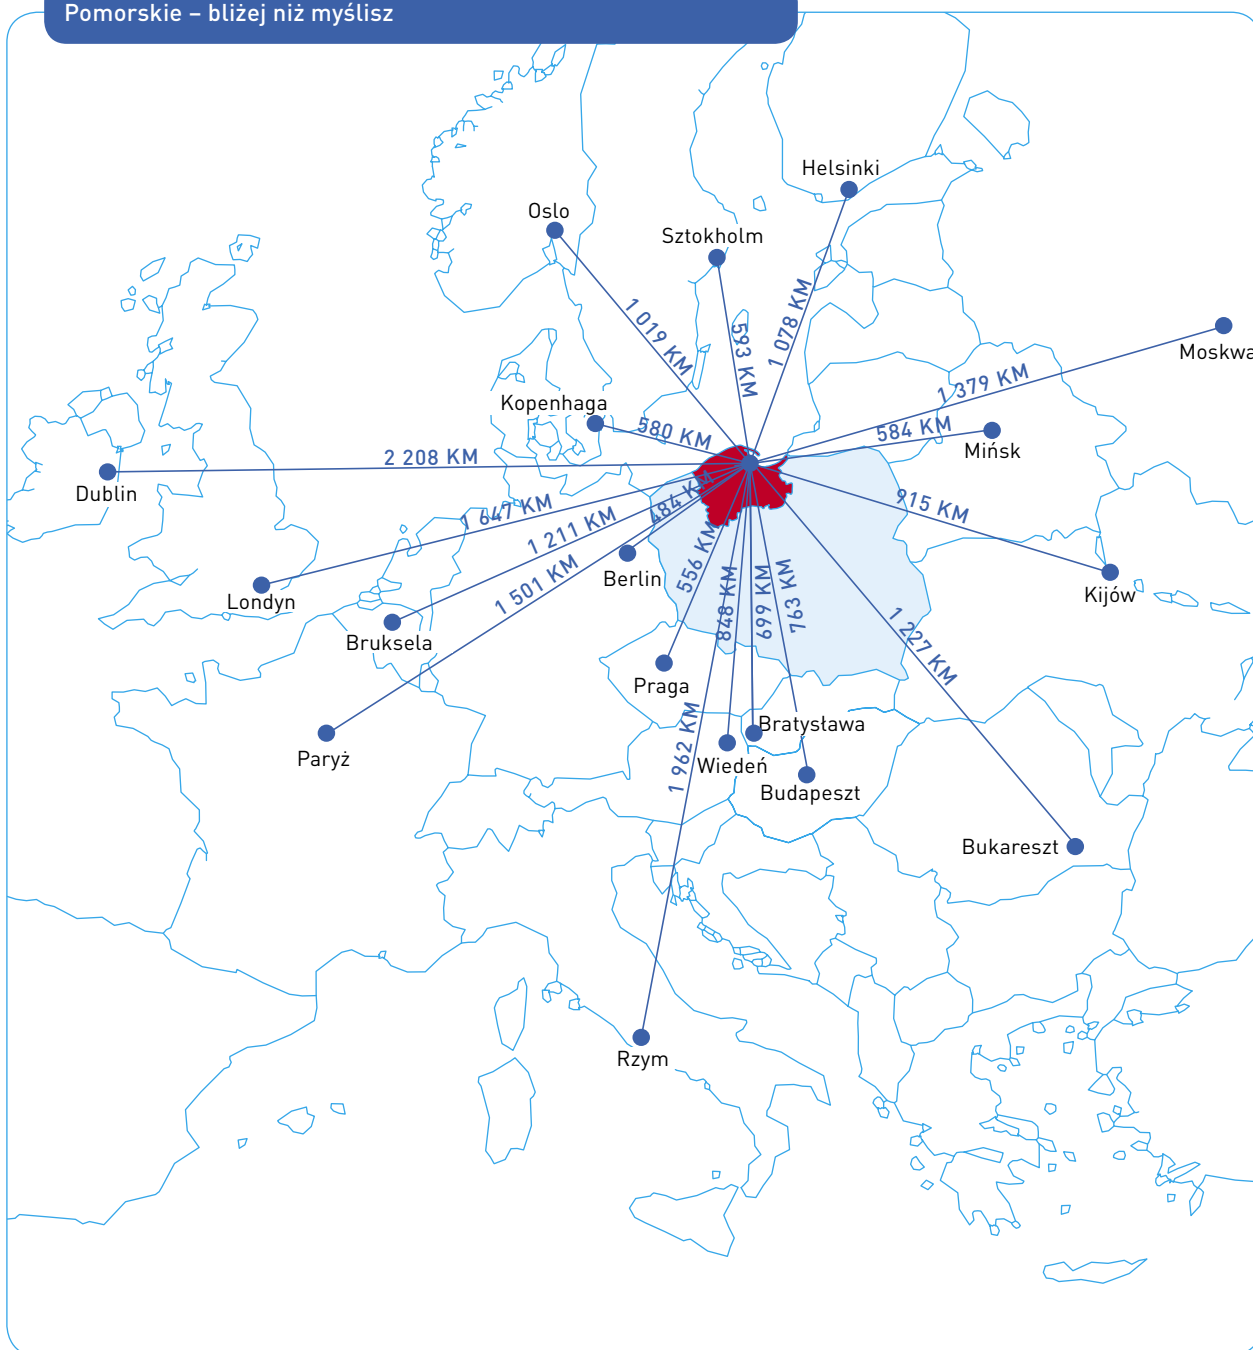 Pomorskie – bliżej niż myślisz
Helsinki
Oslo
Sztokholm
1 019 KM
593 KM
1 078 KM
Moskwa
1 379 KM
Kopenhaga
580 KM
584 KM
Mińsk
2 208 KM
Dublin
484 KM
915 KM
1 647 KM
1 211 KM
1 501 KM
556 KM
Berlin
848 KM
699 KM
763 KM
Kijów
Londyn
Bruksela
1 227 KM
Praga
1 962 KM
Bratysława
Paryż
Wiedeń
Budapeszt
Bukareszt
Rzym